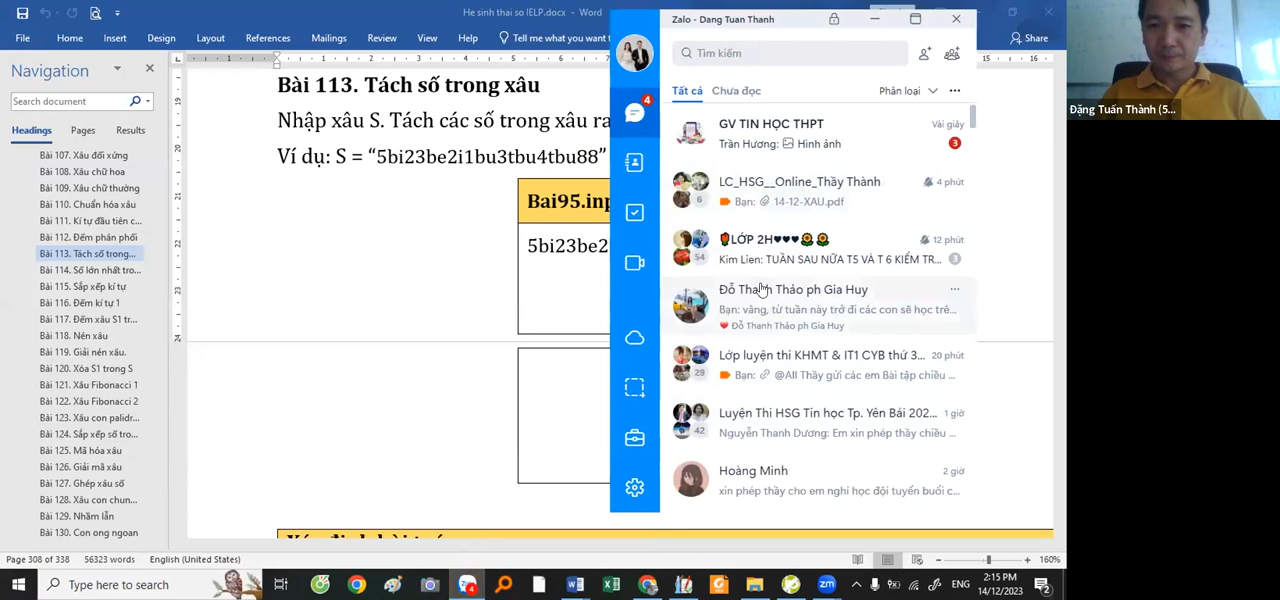 He sinh thai so IELP.docx - Word
File Home Insert Design Layout References Mailings Review View Help Tell me what you
Share
Navigation
Search document
Headings Pages Results
Bài 107. Xâu đối xứng
Bài 108. Xâu chữ hoa
Bài 109. Xâu chữ thường
Bài 110. Chuẩn hóa xâu
Bài 111. Kí tự đầu tiên c...
Bài 112. Đếm phân phối
Bài 113. Tách số trong...
Bài 114. Số lớn nhất tro...
Bài 115. Sắp xếp kí tự
Bài 116. Đếm kí tự 1
Bài 117. Đếm xâu S1 tr...
Bài 118. Nén xâu
Bài 119. Giải nén xâu.
Bài 120. Xóa S1 trong S
Bài 121. Xâu Fibonacci 1
Bài 122. Xâu Fibonacci 2
Bài 123. Xâu con palidr...
Bài 124. Sắp xếp số tro...
Bài 125. Mã hóa xâu
Bài 126. Giải mã xâu
Bài 127. Ghép xâu số
Bài 128. Xâu con chun...
Bài 129. Nhầm lẫn
Bài 130. Con ong ngoan
Bài 113. Tách số trong xâu
Nhập xâu S. Tách các số trong xâu ra
Ví dụ: S = “5bi23be2i1bu3tbu4tbu88”
Bai95.inp
5bi23be2
Zalo - Dang Tuan Thanh
Tìm kiếm
Tất cả Chưa đọc Phân loại
4
GV TIN HỌC THPT Vài giây
Trần Hương: Hình ảnh 3
LC_HSG__Online_Thầy Thành 4 phút
6 Bạn: 14-12-XAU.pdf
LỚP 2H 12 phút
54 Kim Lien: TUẦN SAU NỮA T5 VÀ T 6 KIỂM TR... 3
Đỗ Thanh Thảo ph Gia Huy
Bạn: vâng, từ tuần này trở đi các con sẽ học trê...
Đỗ Thanh Thảo ph Gia Huy
Lớp luyện thi KHMT & IT1 CYB thứ 3... 20 phút
29 Bạn: @All Thầy gửi các em Bài tập chiều ...
Luyện Thi HSG Tin học Tp. Yên Bái 202... 1 giờ
42 Nguyễn Thanh Dương: Em xin phép thầy chiều ...
Hoàng Minh 2 giờ
xin phép thầy cho em nghỉ học đội tuyển buổi c...
Đặng Tuấn Thành (5...
Page 308 of 338 56323 words English (United States) 160%
Type here to search
ENG
2:15 PM
14/12/2023
2